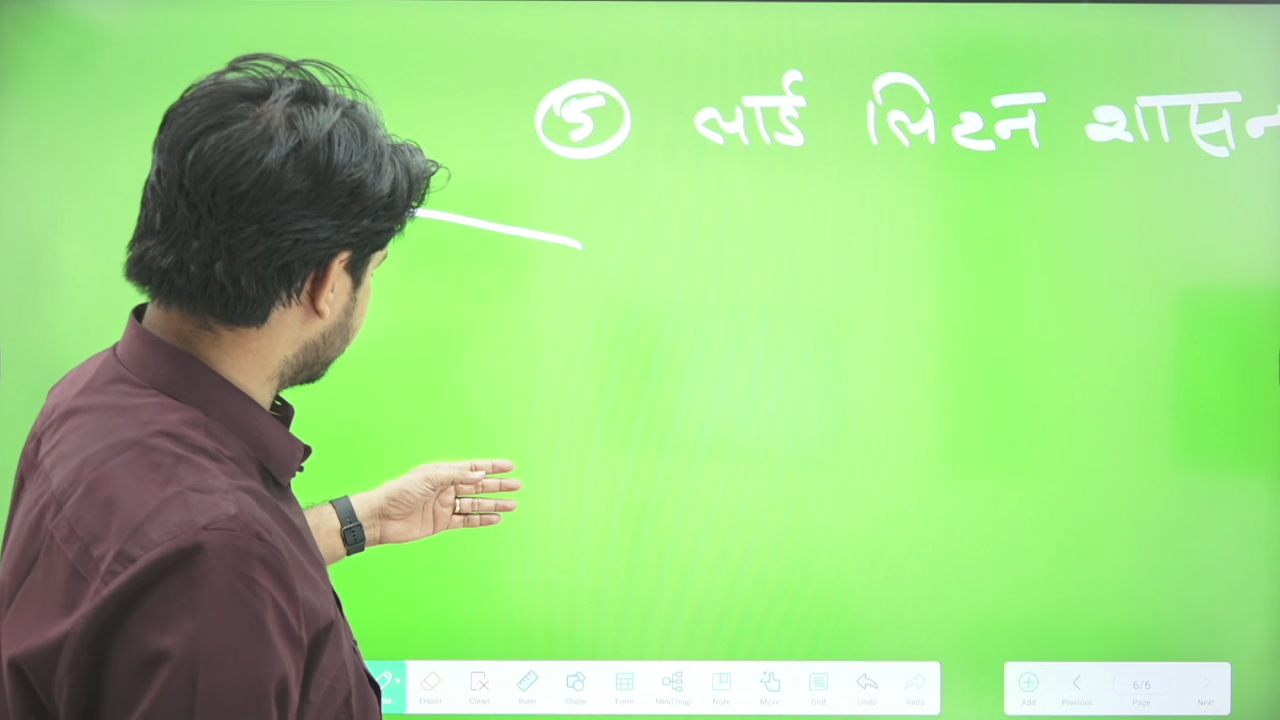 5 लार्ड लिटन शासन
Eraser Clean Ruler Shape Form Mind map Note Move Grid Undo Redo
Add Previous 6/6 Page Next